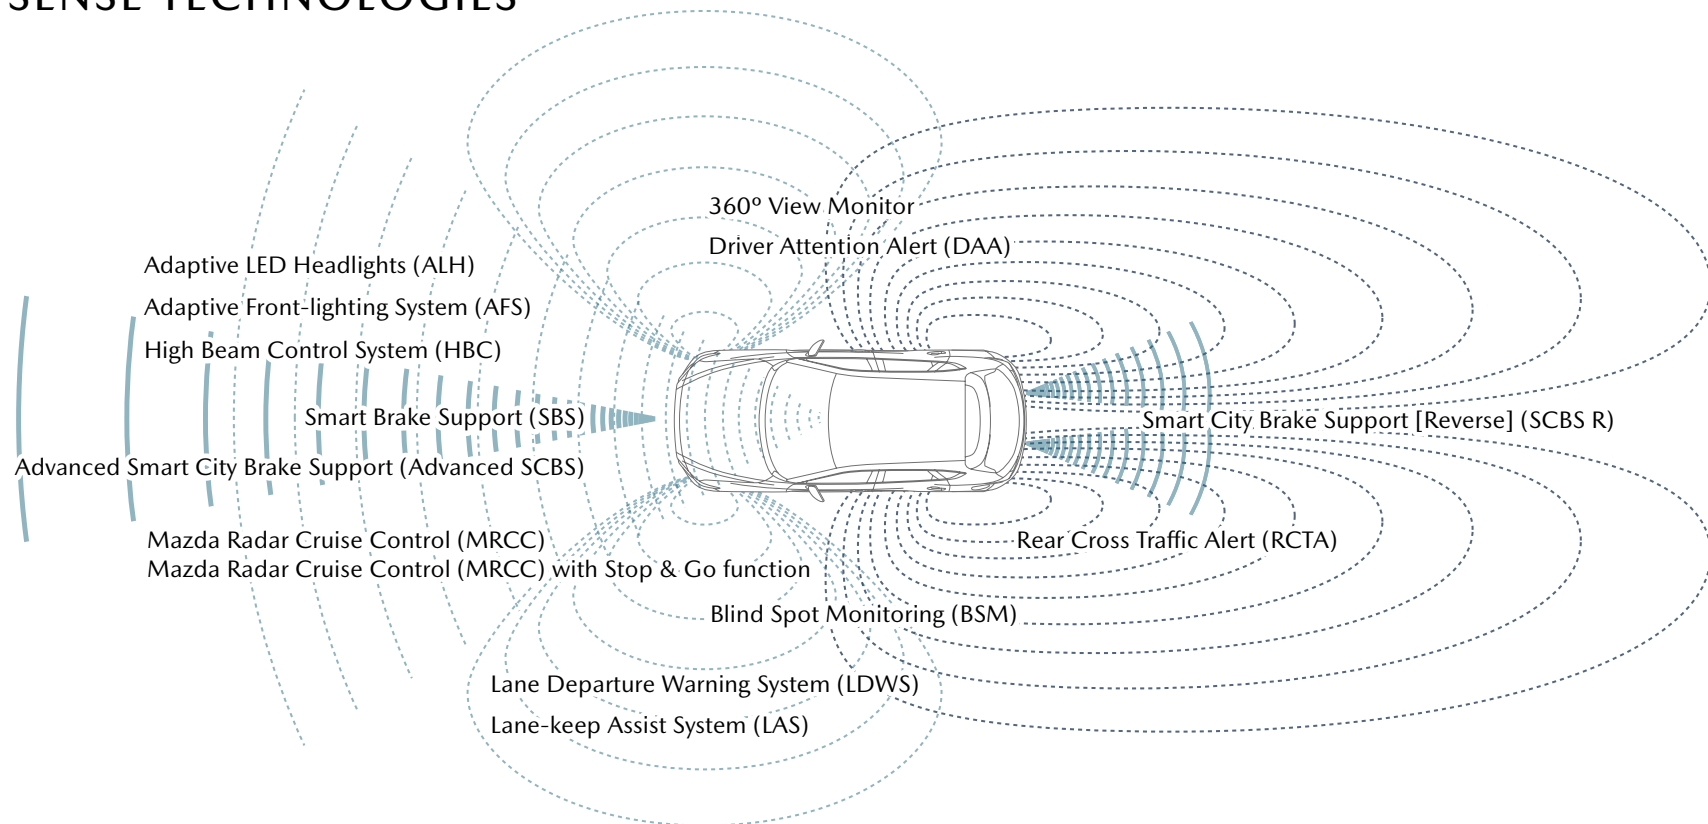 SENSE TECHNOLOGIES
360º View Monitor
Driver Attention Alert (DAA)
Adaptive LED Headlights (ALH)
Adaptive Front-lighting System (AFS)
High Beam Control System (HBC)
Smart Brake Support (SBS)
Smart City Brake Support [Reverse] (SCBS R)
Advanced Smart City Brake Support (Advanced SCBS)
Mazda Radar Cruise Control (MRCC)
Rear Cross Traffic Alert (RCTA)
Mazda Radar Cruise Control (MRCC) with Stop & Go function
Blind Spot Monitoring (BSM)
Lane Departure Warning System (LDWS)
Lane-keep Assist System (LAS)